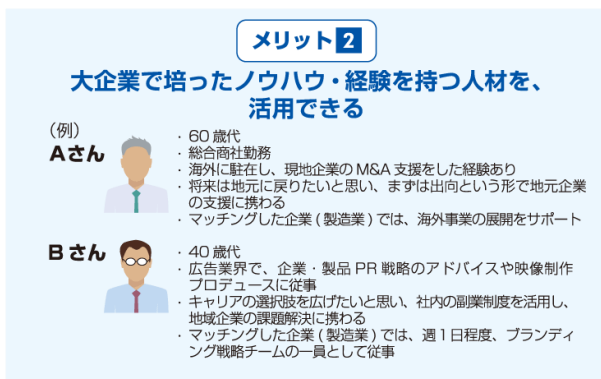 メリット2
大企業で培ったノウハウ・経験を持つ人材を、
活用できる
（例）
Aさん
・60歳代
・総合商社勤務
・海外に駐在し、現地企業のM&A支援をした経験あり
・将来は地元に戻りたいと思い、まずは出向という形で地元企業
の支援に携わる
・マッチングした企業(製造業)では、海外事業の展開をサポート
Bさん
・40歳代
・広告業界で、企業・製品PR戦略のアドバイスや映像制作
プロデュースに従事
・キャリアの選択肢を広げたいと思い、社内の副業制度を活用し、
地域企業の課題解決に携わる
・マッチングした企業(製造業)では、週1日程度、ブランディ
ング戦略チームの一員として従事